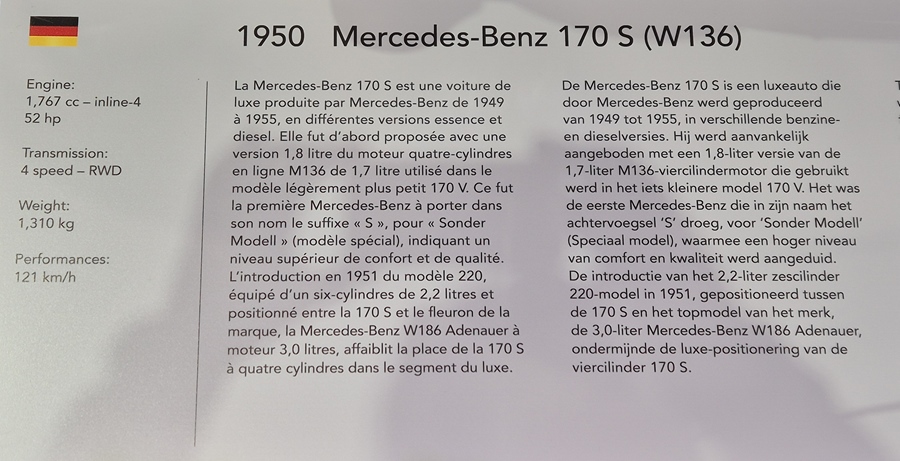 1950 Mercedes-Benz 170 S (W136)
Engine:
1,767 cc – inline-4
52 hp
Transmission:
4 speed – RWD
Weight:
1,310 kg
Performances:
121 km/h
La Mercedes-Benz 170 S est une voiture de
luxe produite par Mercedes-Benz de 1949
à 1955, en différentes versions essence et
diesel. Elle fut d’abord proposée avec une
version 1,8 litre du moteur quatre-cylindres
en ligne M136 de 1,7 litre utilisé dans le
modèle légèrement plus petit 170 V. Ce fut
la première Mercedes-Benz à porter dans
son nom le suffixe « S », pour « Sonder
Modell » (modèle spécial), indiquant un
niveau supérieur de confort et de qualité.
L’introduction en 1951 du modèle 220,
équipé d’un six-cylindres de 2,2 litres et
positionné entre la 170 S et le fleuron de la
marque, la Mercedes-Benz W186 Adenauer à
moteur 3,0 litres, affaiblit la place de la 170 S
à quatre cylindres dans le segment du luxe.
De Mercedes-Benz 170 S is een luxeauto die
door Mercedes-Benz werd geproduceerd
van 1949 tot 1955, in verschillende benzine-
en dieselversies. Hij werd aanvankelijk
aangeboden met een 1,8-liter versie van de
1,7-liter M136-viercilindermotor die gebruikt
werd in het iets kleinere model 170 V. Het was
de eerste Mercedes-Benz die in zijn naam het
achtervoegsel ‘S’ droeg, voor ‘Sonder Modell’
(Speciaal model), waarmee een hoger niveau
van comfort en kwaliteit werd aangeduid.
De introductie van het 2,2-liter zescilinder
220-model in 1951, gepositioneerd tussen
de 170 S en het topmodel van het merk,
de 3,0-liter Mercedes-Benz W186 Adenauer,
ondermijnde de luxe-positionering van de
viercilinder 170 S.